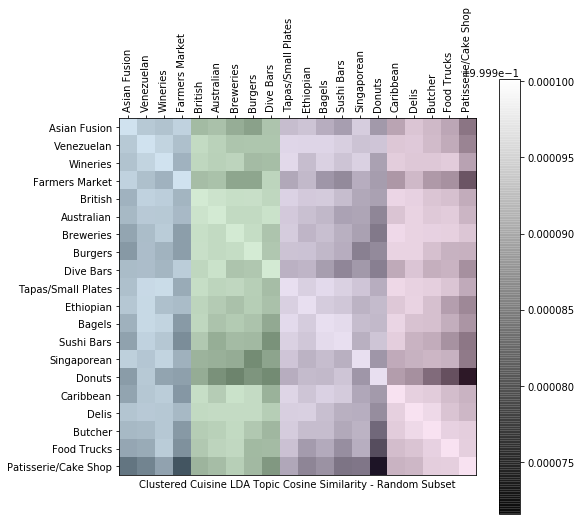 Asian Fusion
Venezuelan
Wineries
Farmers Market
British
Australian
Breweries
Burgers
Dive Bars
Tapas/Small Plates
Ethiopian
Bagels
Sushi Bars
Singaporean
Donuts
Caribbean
Delis
Butcher
Food Trucks
Patisserie/Cake Shop
Asian Fusion
Venezuelan
Wineries
Farmers Market
British
Australian
Breweries
Burgers
Dive Bars
Tapas/Small Plates
Ethiopian
Bagels
Sushi Bars
Singaporean
Donuts
Caribbean
Delis
Butcher
Food Trucks
Patisserie/Cake Shop
Clustered Cuisine LDA Topic Cosine Similarity - Random Subset
0.000100
0.000095
0.000090
0.000085
0.000080
0.000075